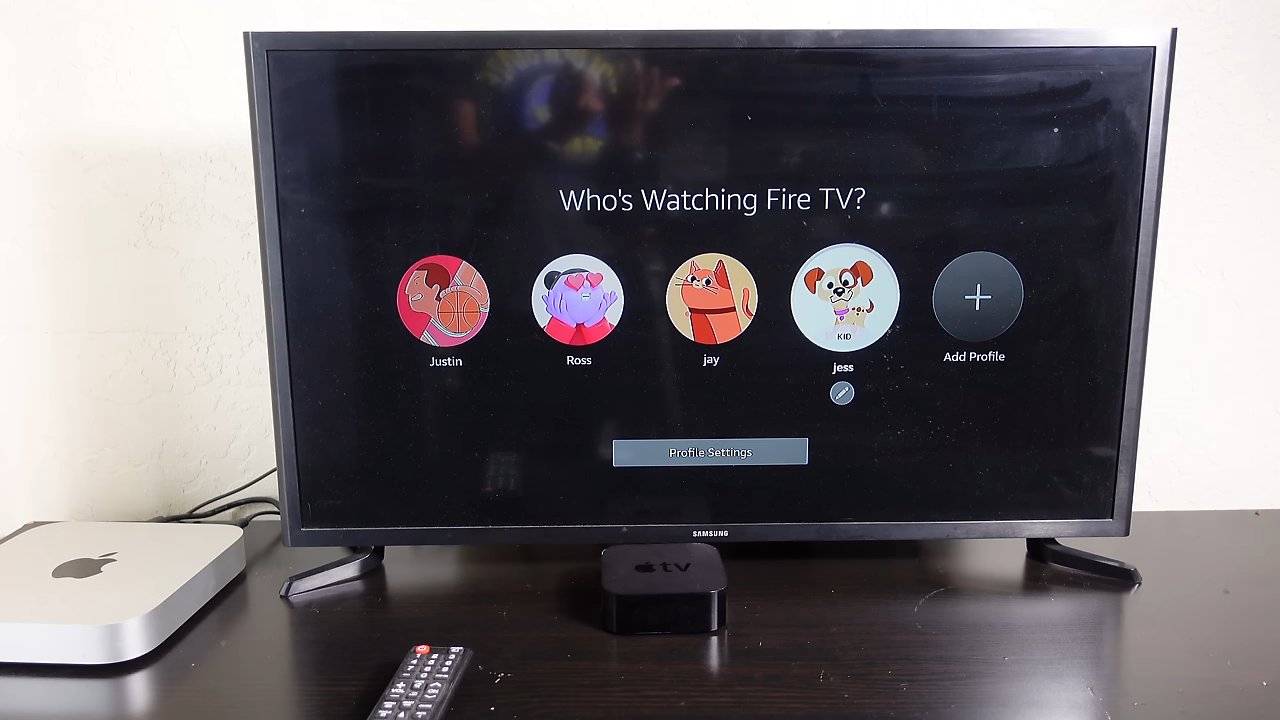 Who's Watching Fire TV?
Justin
Ross
jay
KID
jess
Add Profile
Profile Settings
SAMSUNG
tv